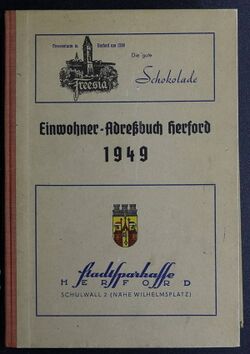 Freesia
Die gute
Schokolade
Einwohner-Adreßbuch Herford
1949
Stadtsparkasse
HERFORD
SCHULWALL 2 (NAHE WILHELMSPLATZ)